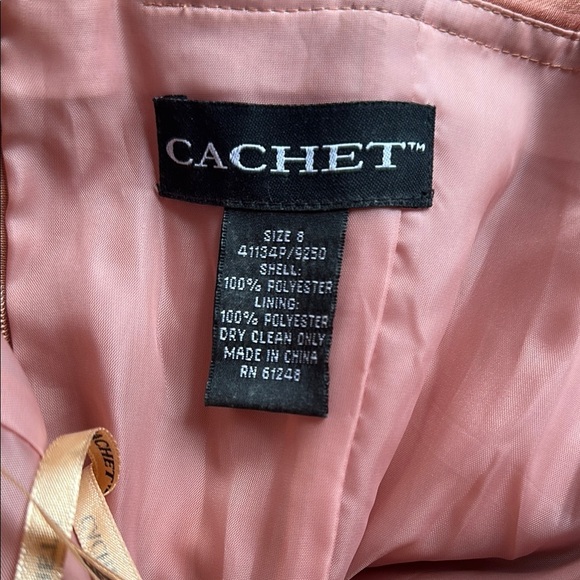 CACHET™
SIZE 8
41134P/9250
SHELL:
100% POLYESTER
LINING:
100% POLYESTER
DRY CLEAN ONLY
MADE IN CHINA
RN 61248
ACHET